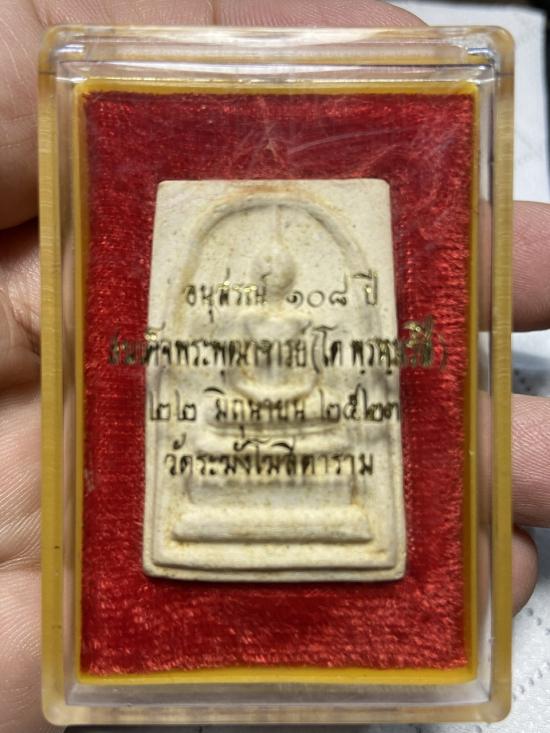 อนุสรณ์ ๑๐๘ ปี
สมเด็จพระพุฒาจารย์ (โต พฺรหฺมรํสี)
๒๒ มิถุนายน ๒๕๒๓
วัดระฆังโฆสิตาราม